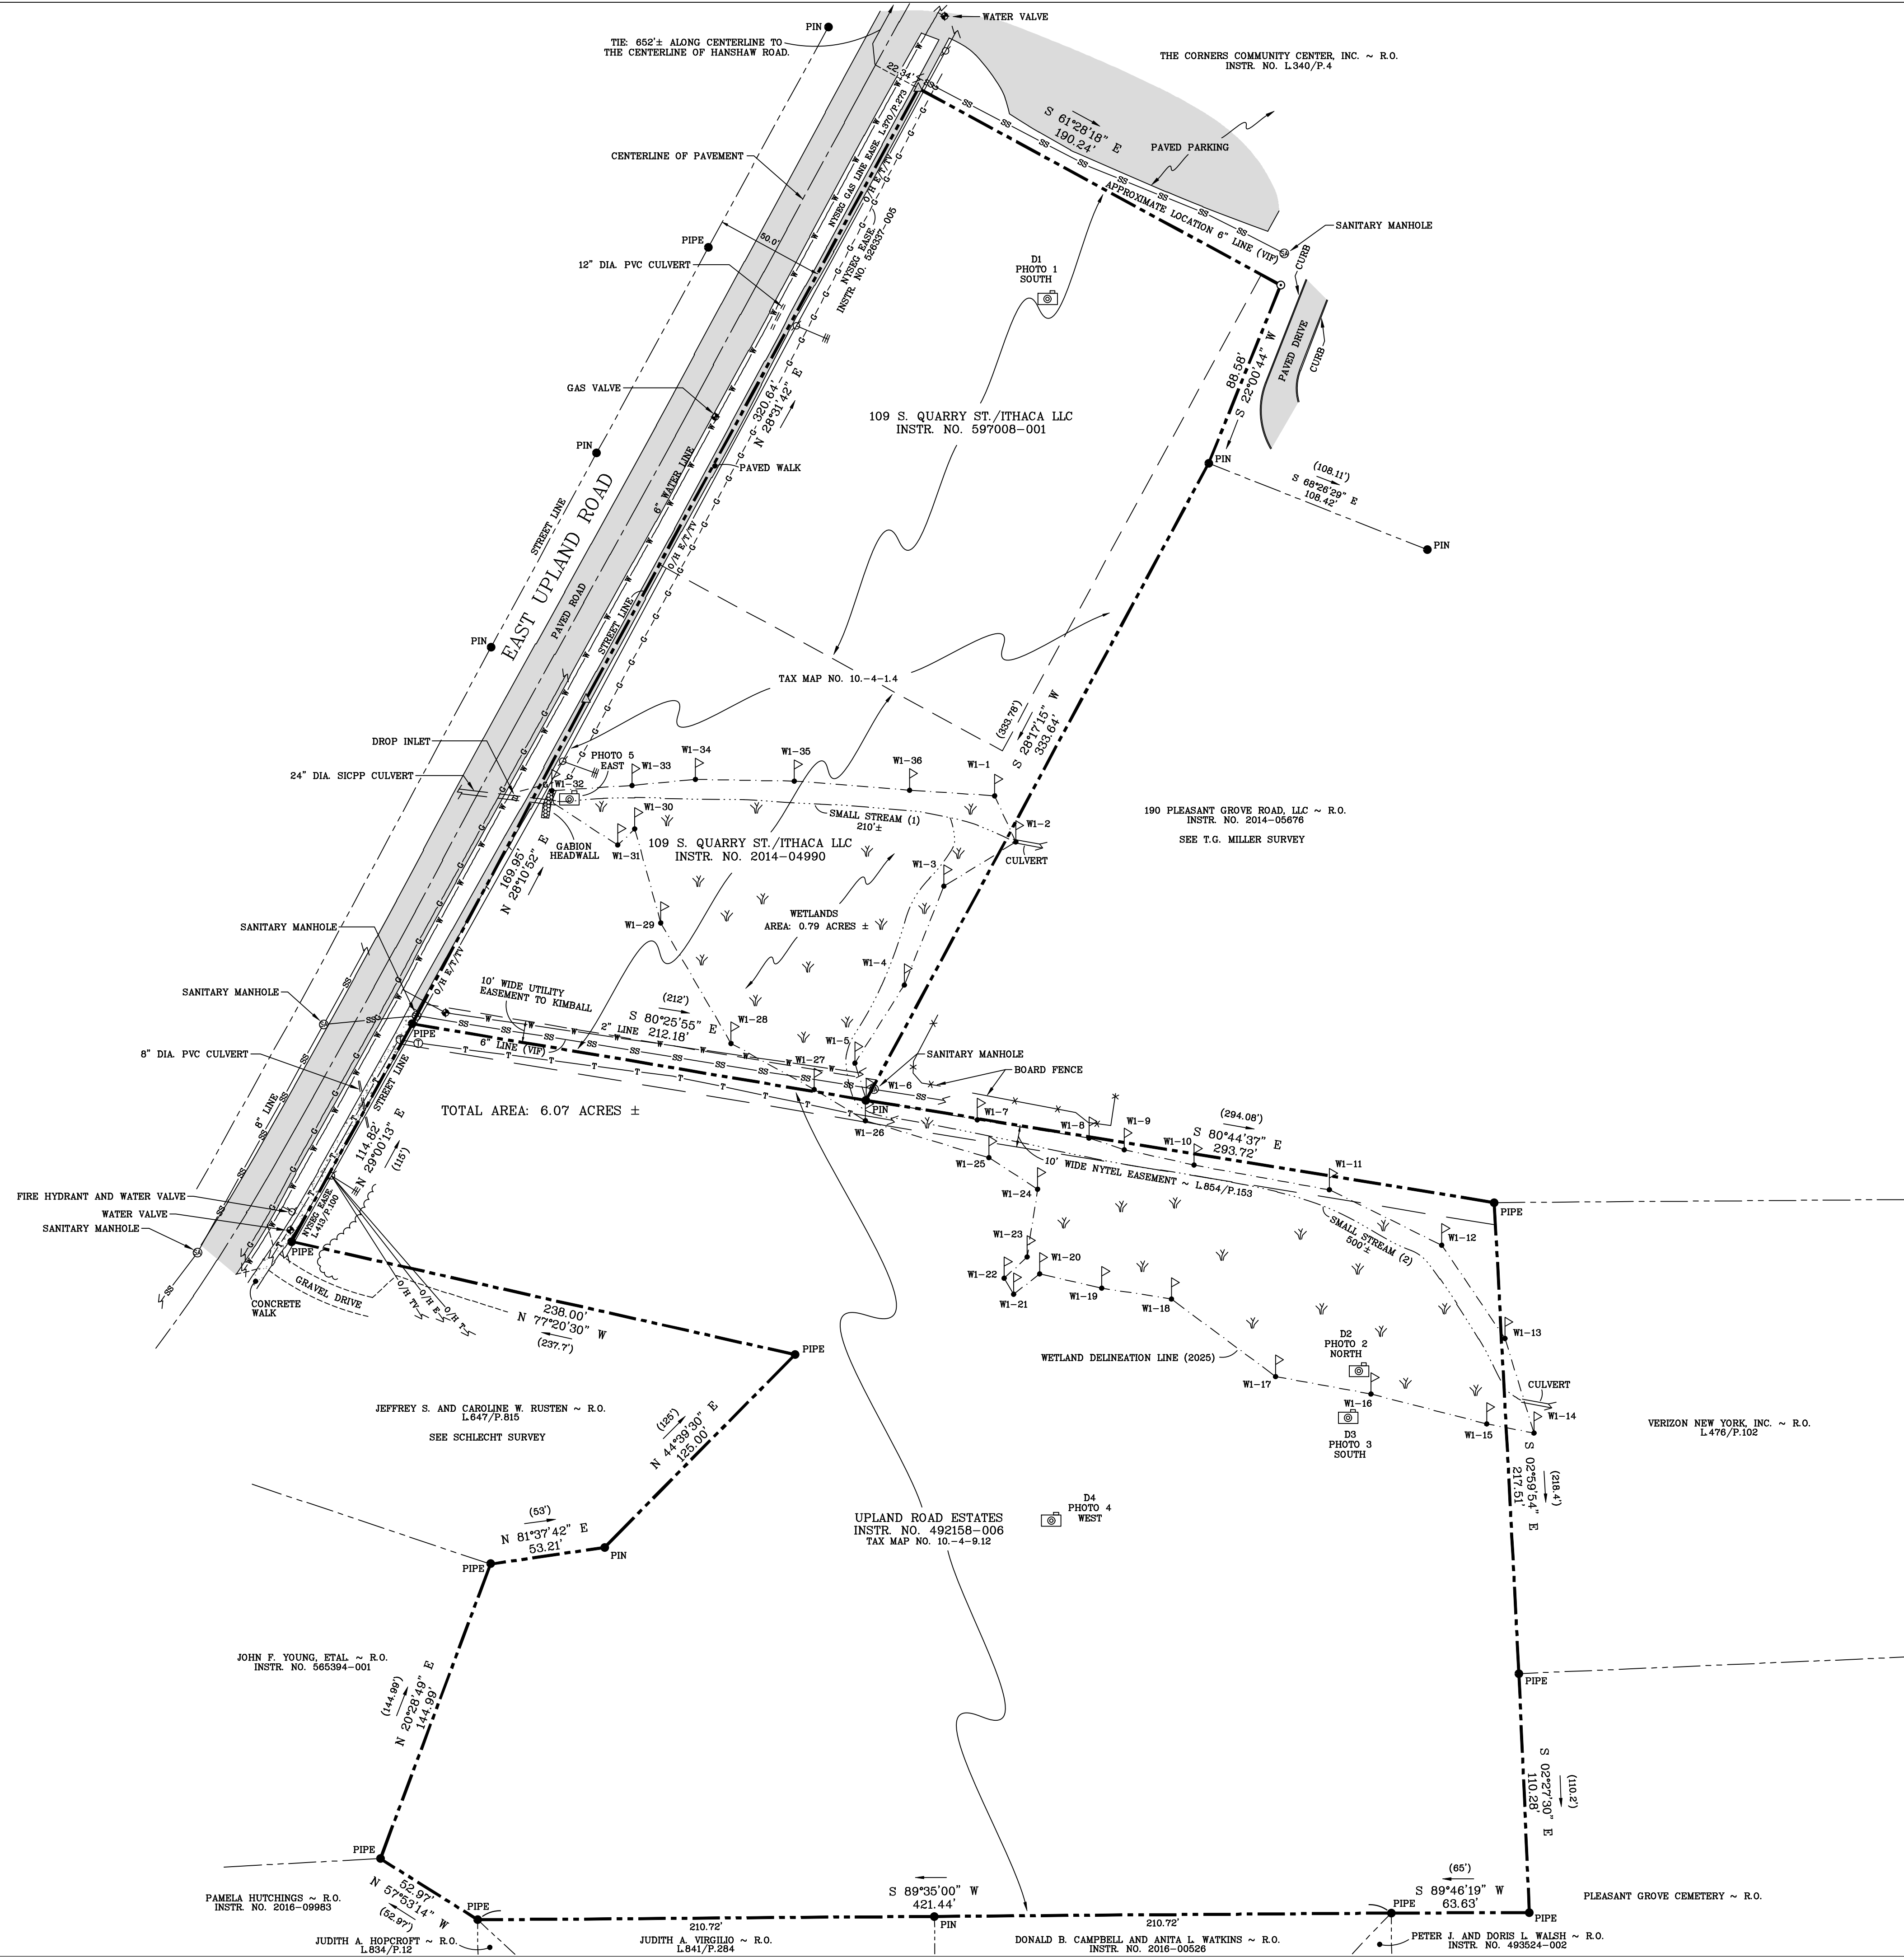 PIN
WATER VALVE
TIE: 652'± ALONG CENTERLINE TO
THE CENTERLINE OF HANSHAW ROAD.
THE CORNERS COMMUNITY CENTER, INC. ~ R.O.
INSTR. NO. L.340/P.4
22.34'
S 61°28'18" E
190.24'
PAVED PARKING
CENTERLINE OF PAVEMENT
NYSEG GAS LINE EASE. L.370/P.273
O/H E/T/TV
APPROXIMATE LOCATION 6" LINE (VIF)
SANITARY MANHOLE
PIPE
50.0'
NYSEG EASE.
INSTR. NO. 526337-005
12" DIA. PVC CULVERT
D1
PHOTO 1
SOUTH
CURB
PAVED DRIVE
CURB
88.58'
S 22°00'44" W
GAS VALVE
320.64'
N 28°31'42" E
109 S. QUARRY ST./ITHACA LLC
INSTR. NO. 597008-001
PIN
PAVED WALK
6" WATER LINE
PIN
(108.11')
S 68°26'29" E
108.42'
PIN
STREET LINE
EAST UPLAND ROAD
PAVED ROAD
O/H E/T/TV
STREET LINE
PIN
TAX MAP NO. 10.-4-1.4
(333.78')
S 28°17'15" W
333.64'
DROP INLET
24" DIA. SICPP CULVERT
PHOTO 5
EAST
W1-32
W1-33
W1-34
W1-35
W1-36
W1-1
W1-2
W1-30
W1-31
SMALL STREAM (1)
210'±
CULVERT
GABION
HEADWALL
109 S. QUARRY ST./ITHACA LLC
INSTR. NO. 2014-04990
190 PLEASANT GROVE ROAD, LLC ~ R.O.
INSTR. NO. 2014-05676
SEE T.G. MILLER SURVEY
169.95'
N 28°10'52" E
W1-3
W1-29
WETLANDS
AREA: 0.79 ACRES ±
SANITARY MANHOLE
O/H E/T/TV
W1-4
SANITARY MANHOLE
10' WIDE UTILITY
EASEMENT TO KIMBALL
(212')
S 80°25'55" E
212.18'
2" LINE
6" LINE (VIF)
PIPE
W1-28
W1-5
W1-27
W1-6
SANITARY MANHOLE
BOARD FENCE
PIN
8" DIA. PVC CULVERT
STREET LINE
8" LINE
TOTAL AREA: 6.07 ACRES ±
W1-26
W1-7
W1-8
W1-9
W1-10
W1-11
(294.08')
S 80°44'37" E
293.72'
10' WIDE NYTEL EASEMENT ~ L.854/P.153
W1-25
W1-24
114.82'
N 29°00'13" E
(115')
FIRE HYDRANT AND WATER VALVE
WATER VALVE
SANITARY MANHOLE
NYSEG EASE.
L.413/P.100
PIPE
PIPE
SMALL STREAM (2)
500'±
W1-12
W1-23
W1-22
W1-21
W1-20
W1-19
W1-18
GRAVEL DRIVE
CONCRETE
WALK
O/H TV
O/H E
O/H T
238.00'
N 77°20'30" W
(237.7')
PIPE
W1-13
D2
PHOTO 2
NORTH
WETLAND DELINEATION LINE (2025)
W1-17
W1-16
CULVERT
W1-14
W1-15
D3
PHOTO 3
SOUTH
JEFFREY S. AND CAROLINE W. RUSTEN ~ R.O.
L.647/P.815
SEE SCHLECHT SURVEY
(125')
N 44°39'30" E
125.00'
VERIZON NEW YORK, INC. ~ R.O.
L.476/P.102
S 02°59'54" E
217.51'
(218.4')
D4
PHOTO 4
WEST
(53')
N 81°37'42" E
53.21'
PIPE
PIN
UPLAND ROAD ESTATES
INSTR. NO. 492158-006
TAX MAP NO. 10.-4-9.12
JOHN F. YOUNG, ETAL. ~ R.O.
INSTR. NO. 565394-001
(144.99')
N 20°28'49" E
144.99'
PIPE
S 02°27'30" E
110.28'
(110.2')
PIPE
52.97'
N 57°53'14" W
(52.97')
PAMELA HUTCHINGS ~ R.O.
INSTR. NO. 2016-09983
PIPE
S 89°35'00" W
421.44'
(65')
S 89°46'19" W
63.63'
PIPE
PIPE
PLEASANT GROVE CEMETERY ~ R.O.
210.72'
PIN
210.72'
JUDITH A. HOPCROFT ~ R.O.
L.834/P.12
JUDITH A. VIRGILIO ~ R.O.
L.841/P.284
DONALD B. CAMPBELL AND ANITA L. WATKINS ~ R.O.
INSTR. NO. 2016-00526
PETER J. AND DORIS L. WALSH ~ R.O.
INSTR. NO. 493524-002